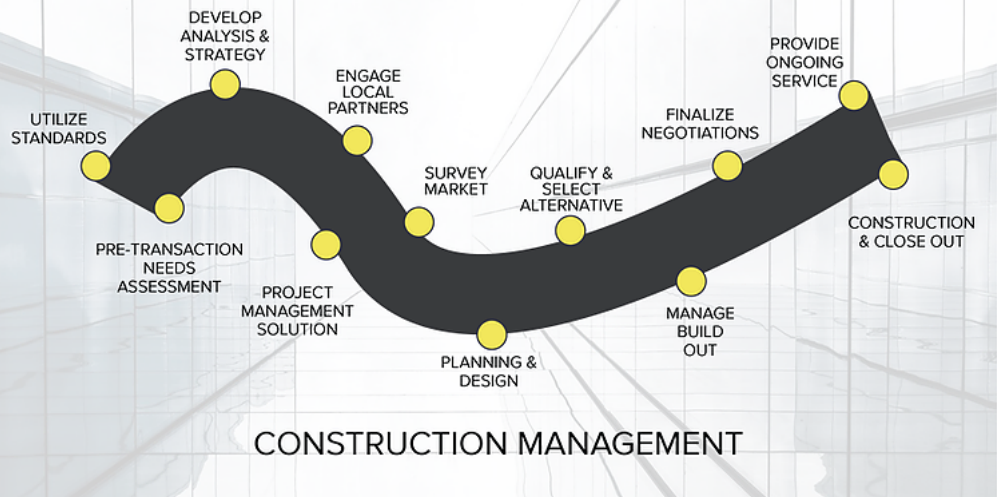 DEVELOP
ANALYSIS &
STRATEGY
ENGAGE
LOCAL
PARTNERS
PROVIDE
ONGOING
SERVICE
UTILIZE
STANDARDS
FINALIZE
NEGOTIATIONS
SURVEY
MARKET
QUALIFY &
SELECT
ALTERNATIVE
PRE-TRANSACTION
NEEDS
ASSESSMENT
CONSTRUCTION
& CLOSE OUT
PROJECT
MANAGEMENT
SOLUTION
MANAGE
BUILD
OUT
PLANNING &
DESIGN
CONSTRUCTION MANAGEMENT